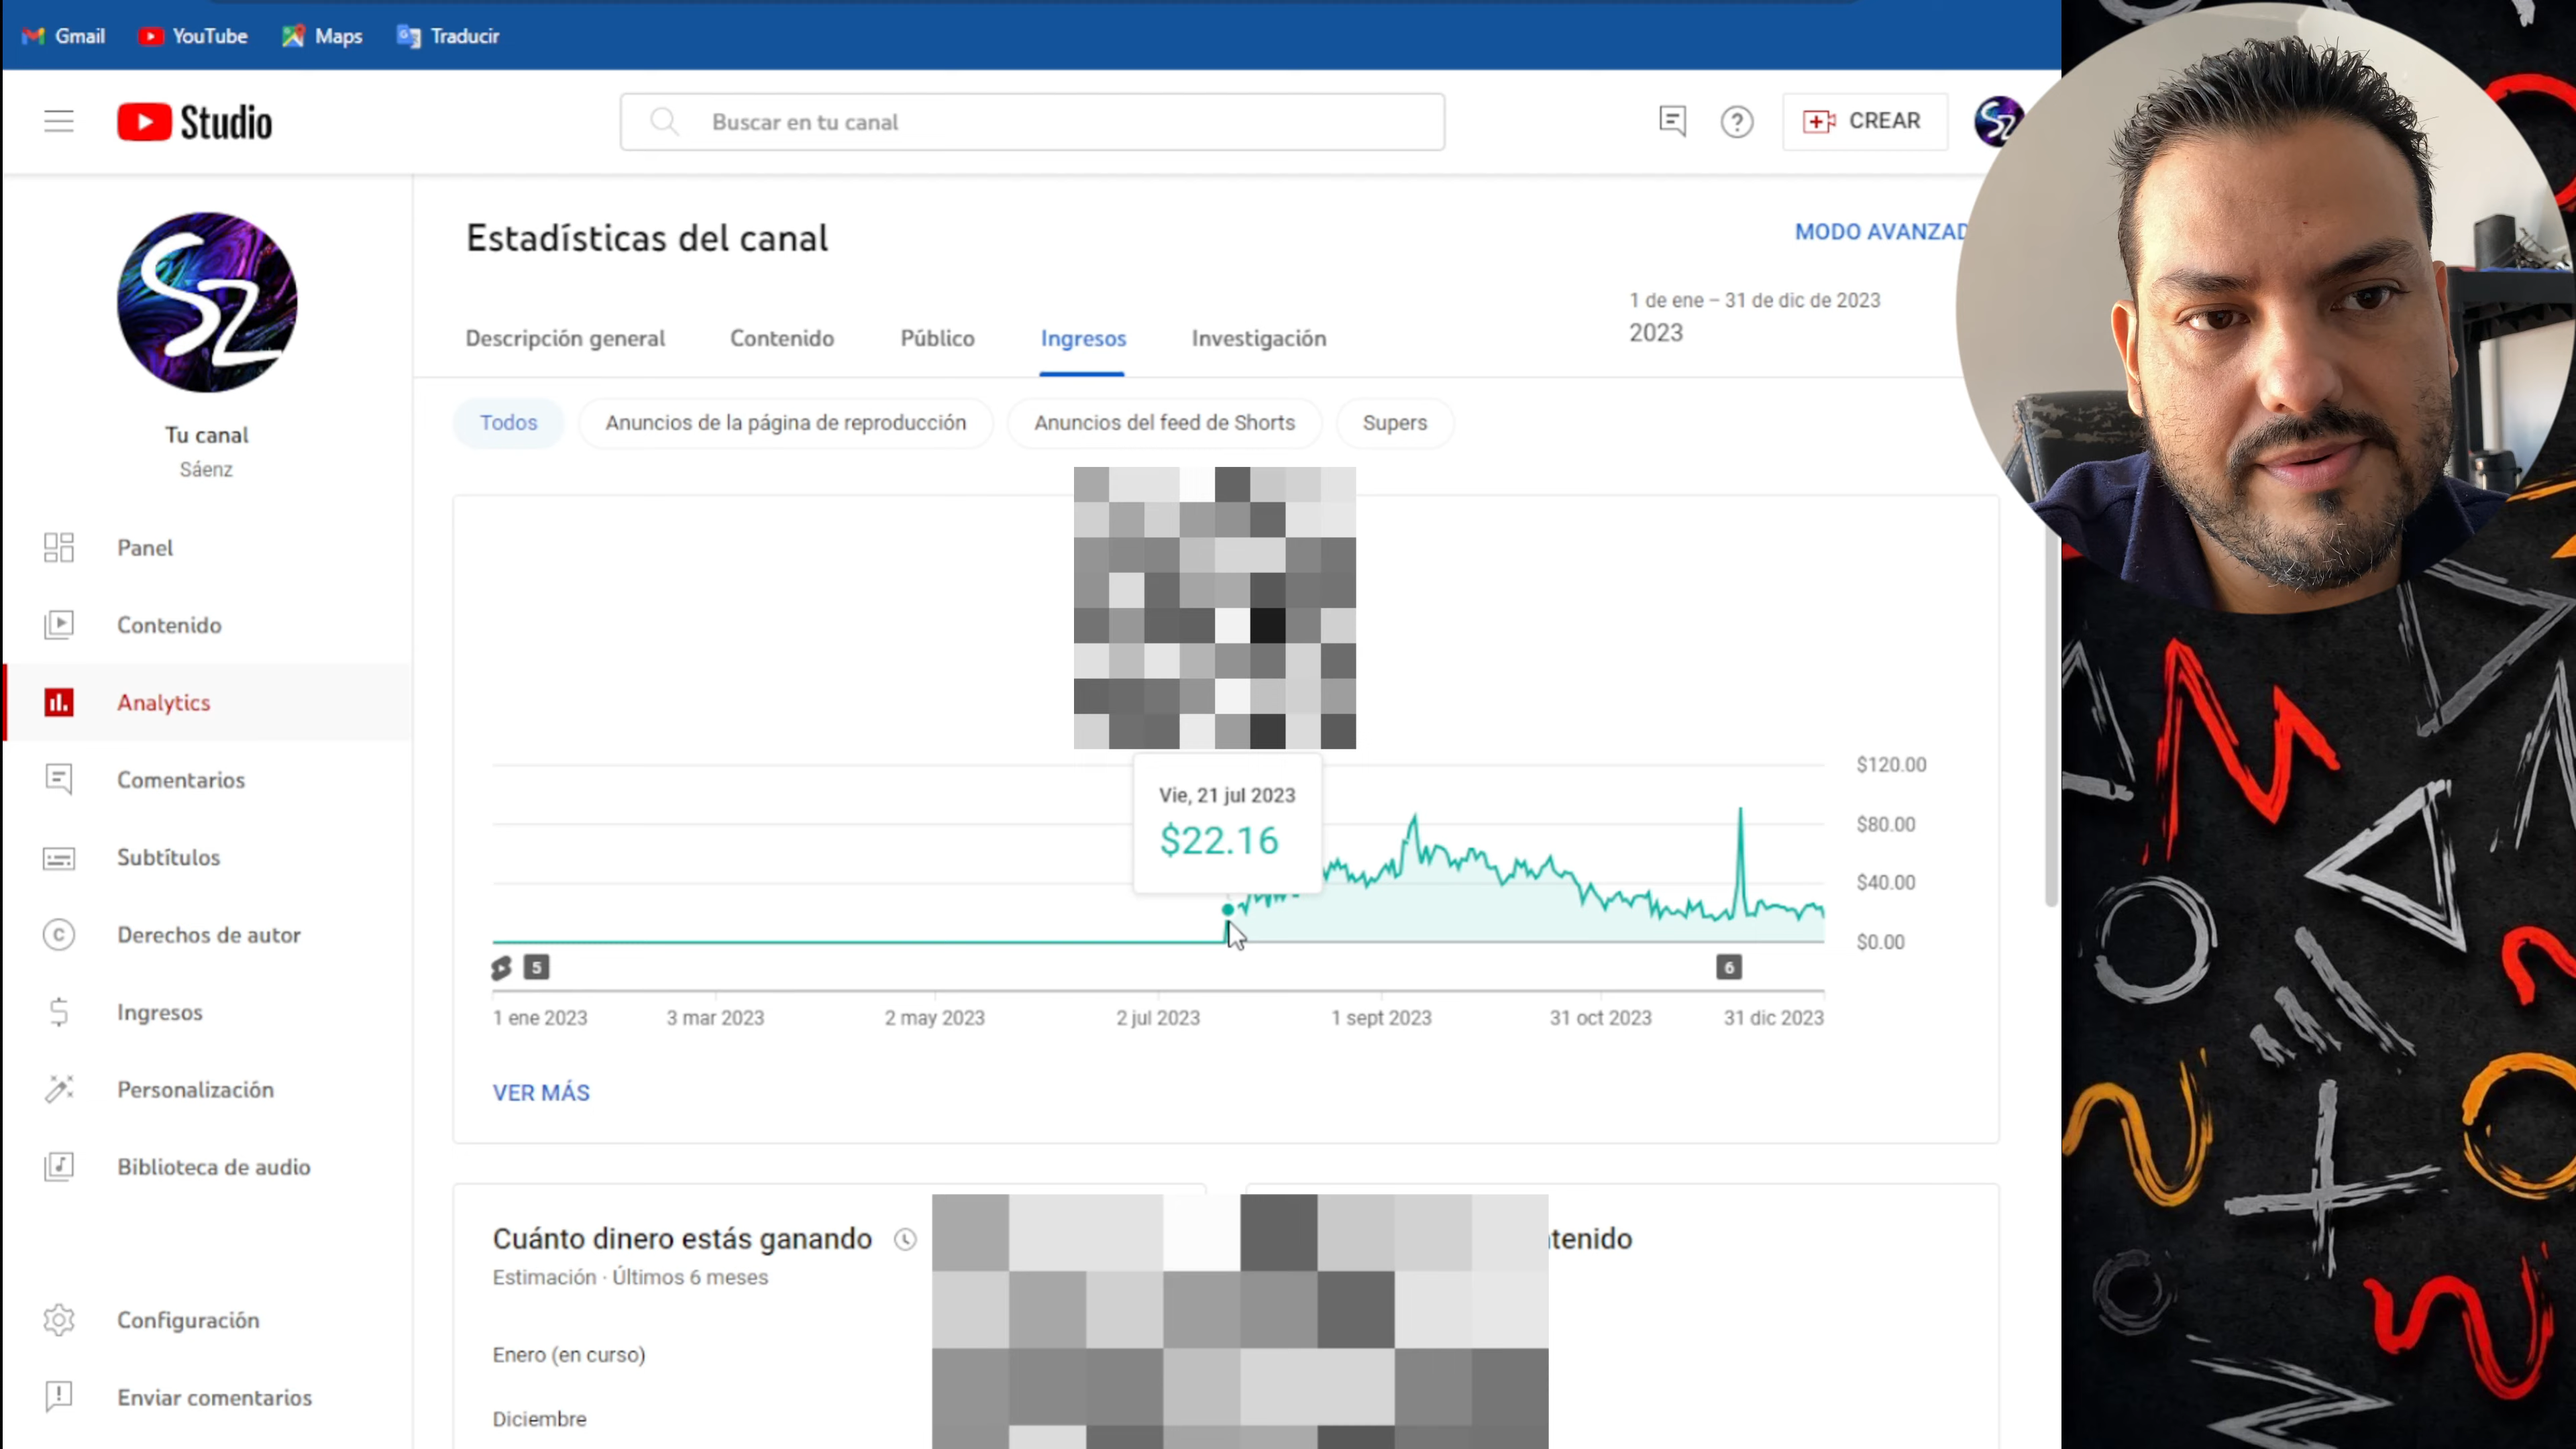 Gmail YouTube Maps Traducir
Studio
Buscar en tu canal
CREAR
SZ
SZ
Tu canal
Sáenz
Panel
Contenido
Analytics
Comentarios
Subtítulos
Derechos de autor
Ingresos
Personalización
Biblioteca de audio
Configuración
Enviar comentarios
Estadísticas del canal
MODO AVANZAD
1 de ene – 31 de dic de 2023
2023
Descripción general Contenido Público Ingresos Investigación
Todos Anuncios de la página de reproducción Anuncios del feed de Shorts Supers
Vie, 21 jul 2023
$22.16
$120.00
$80.00
$40.00
$0.00
5 6
1 ene 2023 3 mar 2023 2 may 2023 2 jul 2023 1 sept 2023 31 oct 2023 31 dic 2023
VER MÁS
Cuánto dinero estás ganando
Estimación · Últimos 6 meses
Enero (en curso)
Diciembre
tenido